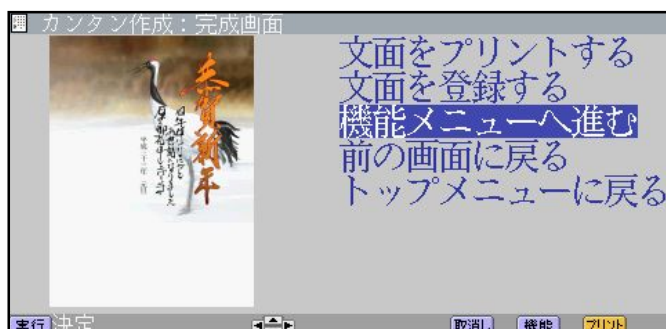 カンタン作成：完成画面
恭賀新年
文面をプリントする
文面を登録する
機能メニューへ進む
前の画面に戻る
トップメニューに戻る
実行 決定
取消し 機能 プリント